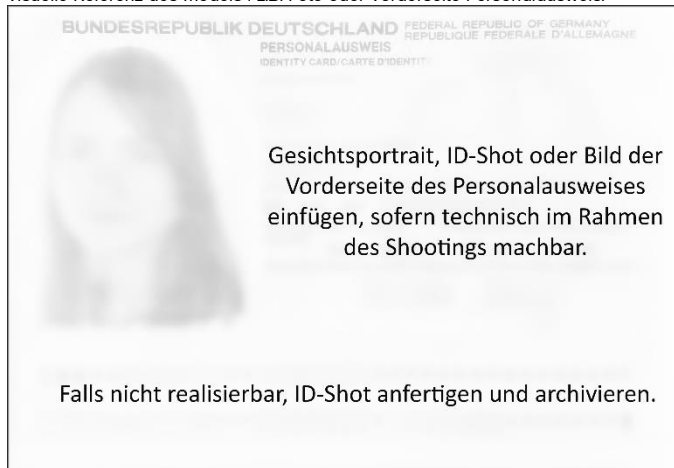 BUNDESREPUBLIK DEUTSCHLAND FEDERAL REPUBLIC OF GERMANY
REPUBLIQUE FEDERALE D'ALLEMAGNE
PERSONALAUSWEIS
IDENTITY CARD/CARTE D'IDENTIT
Gesichtsportrait, ID-Shot oder Bild der
Vorderseite des Personalausweises
einfügen, sofern technisch im Rahmen
des Shootings machbar.
Falls nicht realisierbar, ID-Shot anfertigen und archivieren.